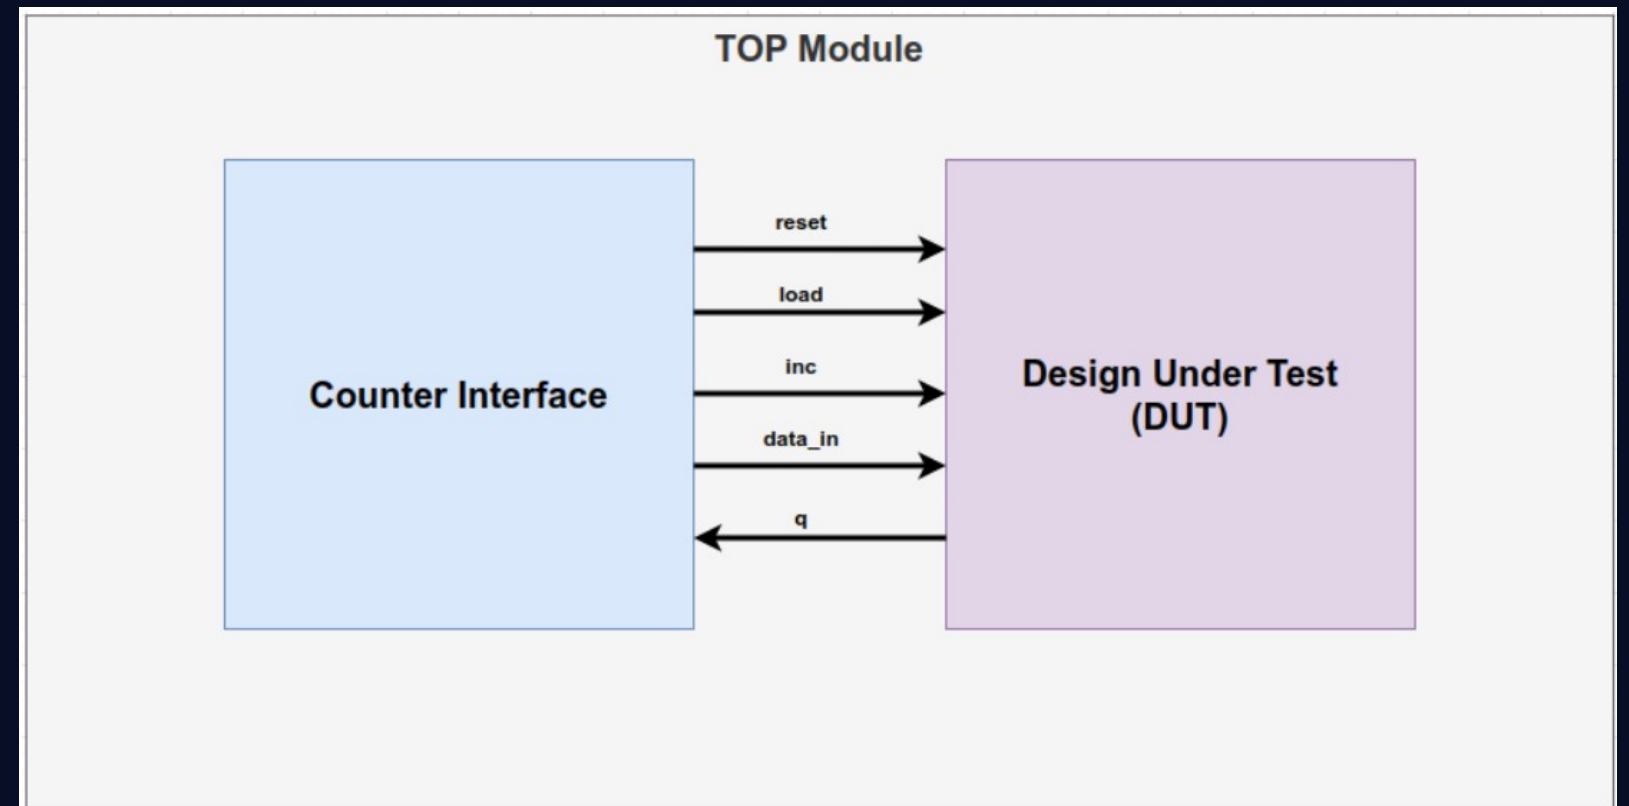 TOP Module
reset
load
inc
data_in
q
Counter Interface
Design Under Test
(DUT)